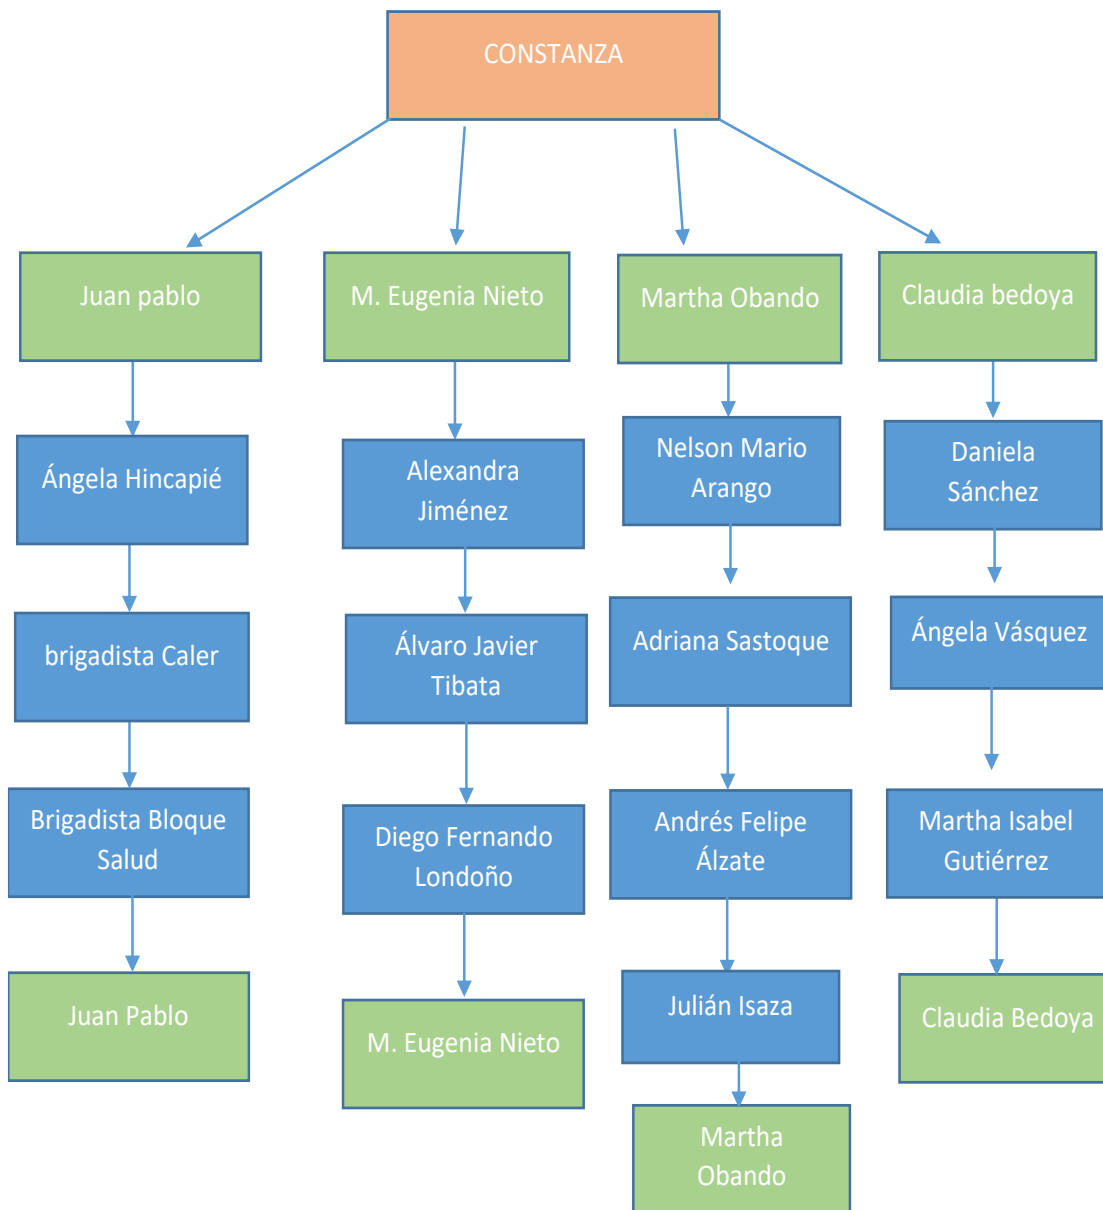 CONSTANZA
Juan pablo
M. Eugenia Nieto
Martha Obando
Claudia bedoya
Ángela Hincapié
Alexandra
Jiménez
Nelson Mario
Arango
Daniela
Sánchez
brigadista Caler
Álvaro Javier
Tibata
Adriana Sastoque
Ángela Vásquez
Brigadista Bloque
Salud
Diego Fernando
Londoño
Andrés Felipe
Álzate
Martha Isabel
Gutiérrez
Juan Pablo
M. Eugenia Nieto
Julián Isaza
Claudia Bedoya
Martha
Obando